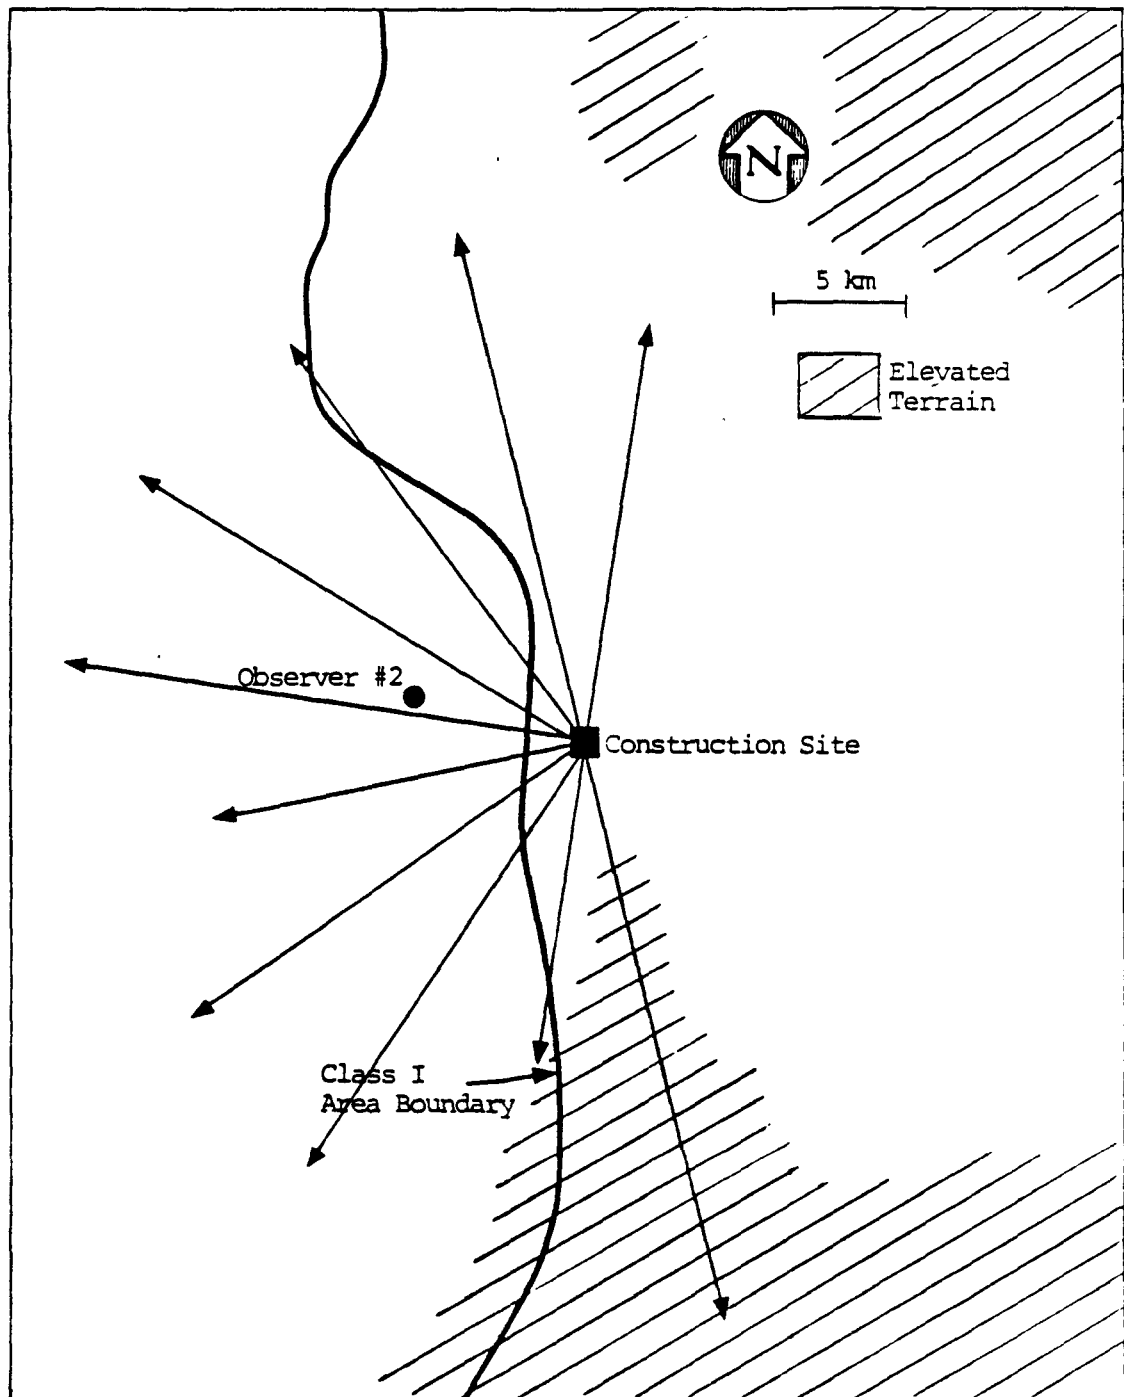 N
5 km
Elevated
Terrain
Observer #2
Construction Site
Class I
Area Boundary